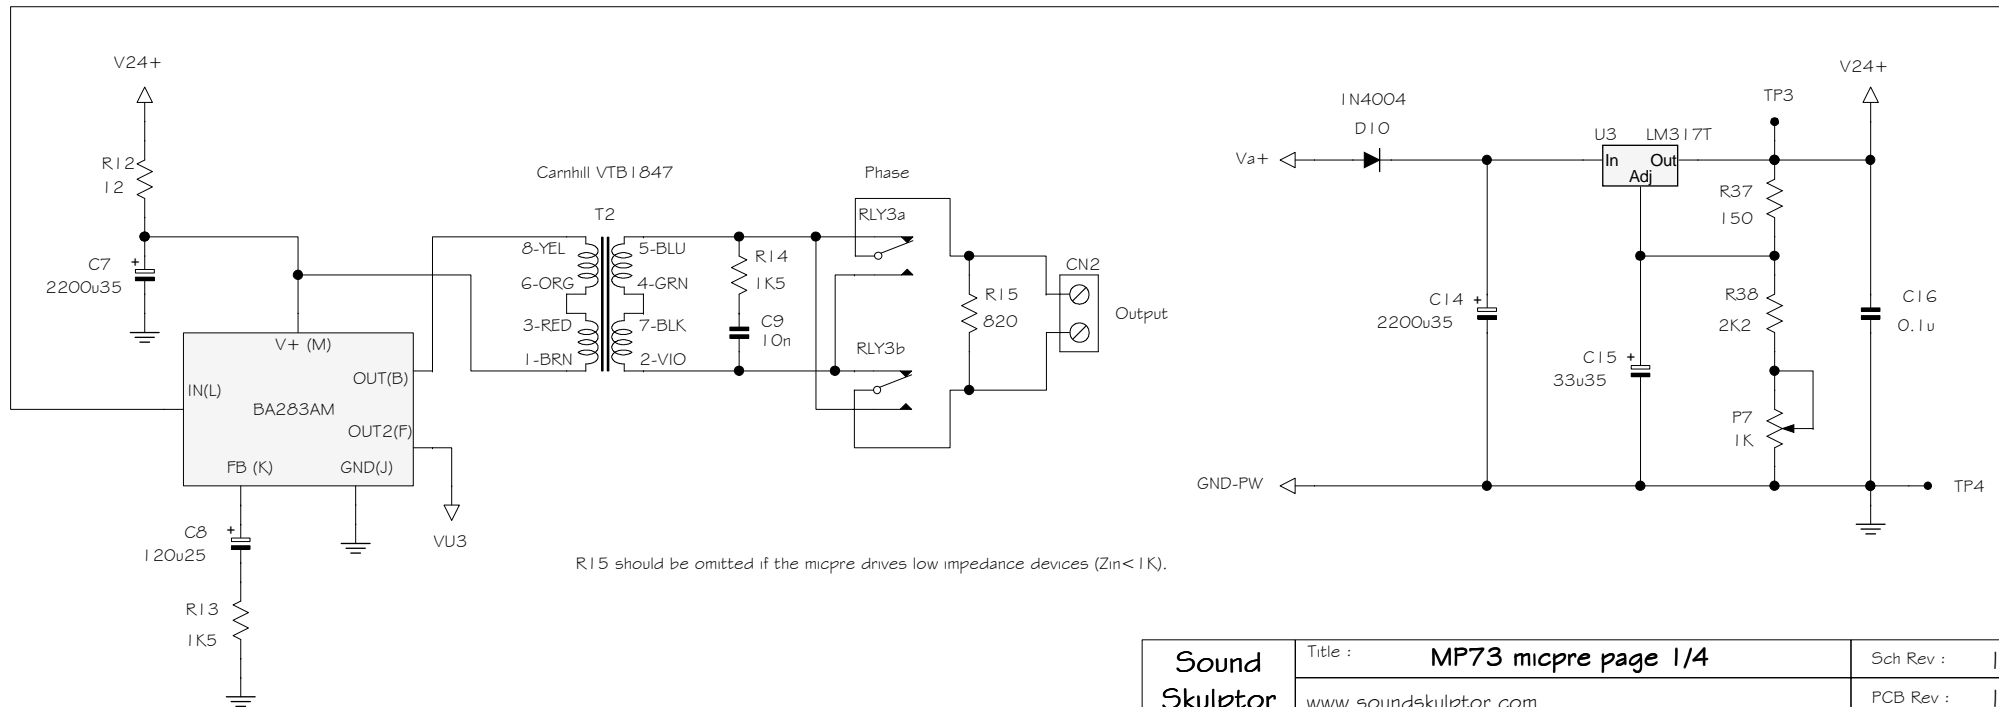 V24+
R12
12
C7
+
2200u35
V+ (M)
IN(L)
OUT(B)
BA283AM
OUT2(F)
FB (K)
GND(J)
C8
+
120u25
R13
1K5
VU3
Carnhill VTB1847
T2
8-YEL
5-BLU
6-ORG
4-GRN
3-RED
7-BLK
1-BRN
2-VIO
R14
1K5
C9
10n
Phase
RLY3a
RLY3b
R15
820
CN2
Output
R15 should be omitted if the micpre drives low impedance devices (Zin<1K).
Va+
1N4004
D10
C14
+
2200u35
U3
LM317T
In
Out
Adj
TP3
V24+
R37
150
R38
2K2
C15
+
33u35
P7
1K
C16
0.1u
GND-PW
TP4
Sound
Skulptor
Title :
MP73 micpre page 1/4
Sch Rev :
www.soundskulptor.com
PCB Rev :